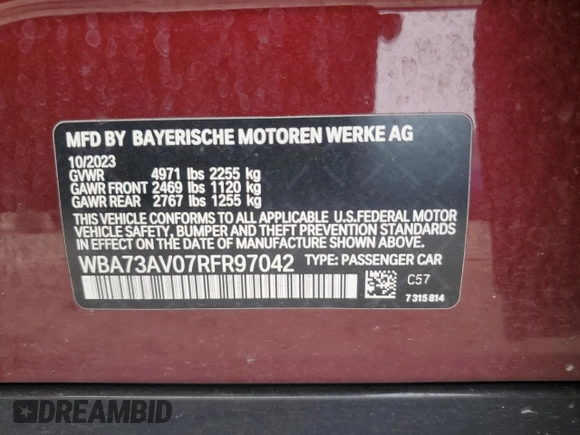 MFD BY BAYERISCHE MOTOREN WERKE AG
10/2023
GVWR 4971 lbs 2255 kg
GAWR FRONT 2469 lbs 1120 kg
GAWR REAR 2767 lbs 1255 kg
THIS VEHICLE CONFORMS TO ALL APPLICABLE U.S.FEDERAL MOTOR
VEHICLE SAFETY, BUMPER AND THEFT PREVENTION STANDARDS
IN EFFECT ON THE DATE OF MANUFACTURE SHOWN ABOVE.
WBA73AV07RFR97042 TYPE: PASSENGER CAR
C57
7315814
DREAMBID